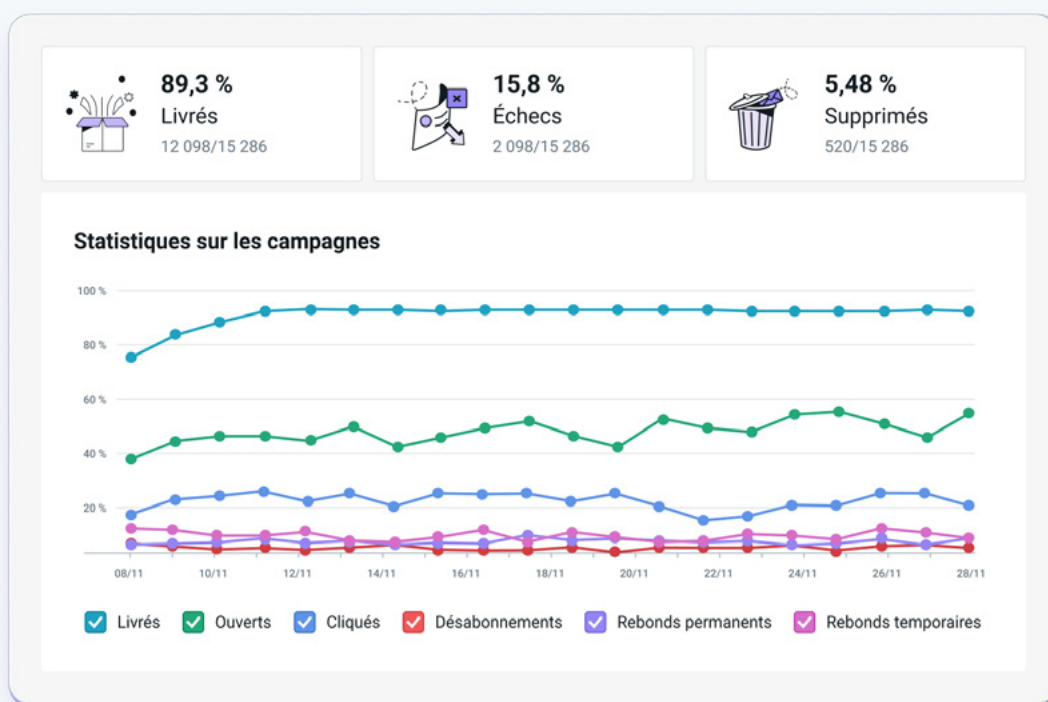 89,3 %
Livrés
12 098/15 286
15,8 %
Échecs
2 098/15 286
5,48 %
Supprimés
520/15 286
Statistiques sur les campagnes
100 %
80 %
60 %
40 %
20 %
08/11 10/11 12/11 14/11 16/11 18/11 20/11 22/11 24/11 26/11 28/11
Livrés Ouverts Cliqués Désabonnements Rebonds permanents Rebonds temporaires